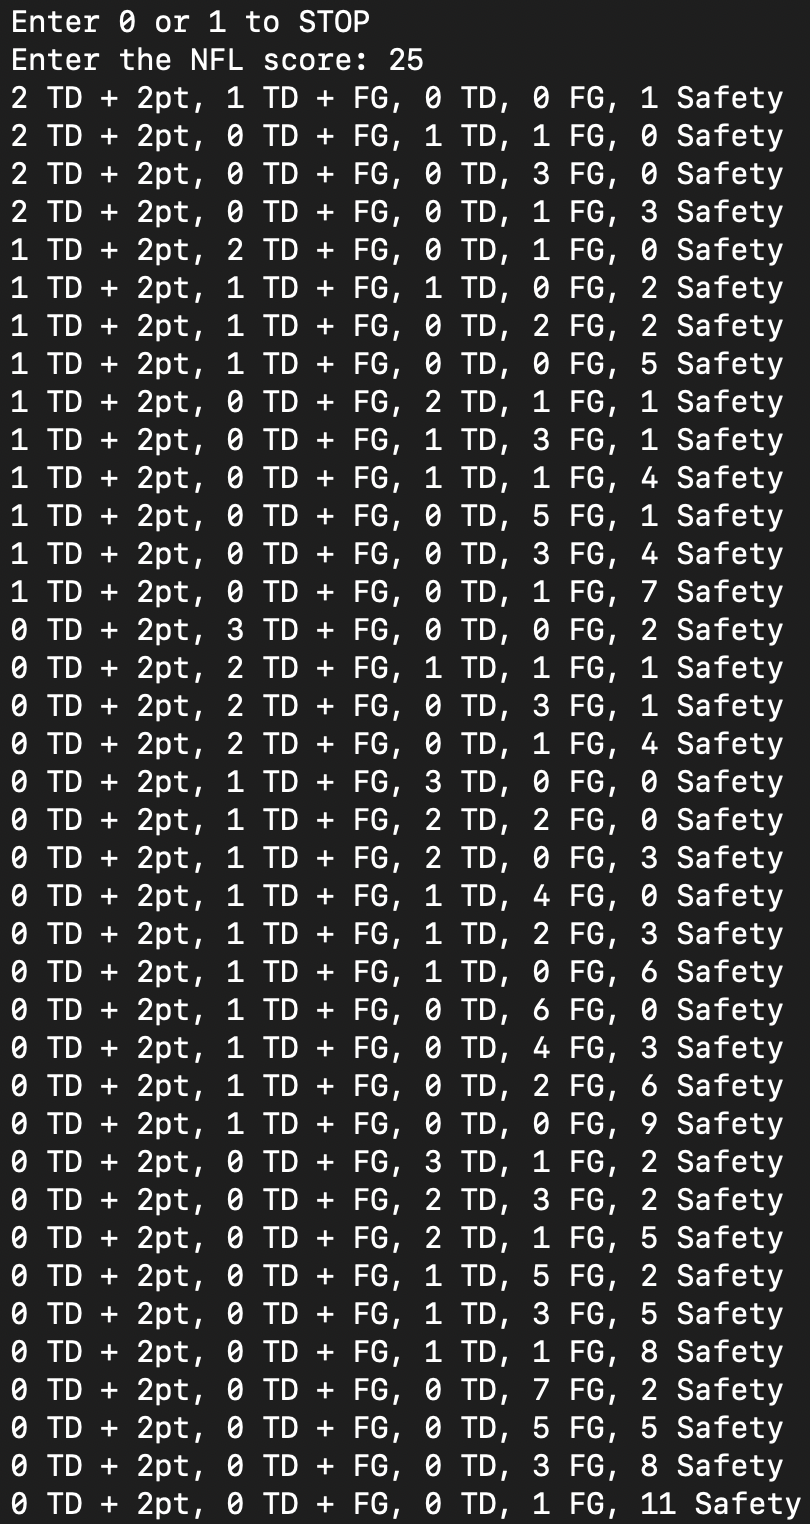 Enter 0 or 1 to STOP
Enter the NFL score: 25
2 TD + 2pt, 1 TD + FG, 0 TD, 0 FG, 1 Safety
2 TD + 2pt, 0 TD + FG, 1 TD, 1 FG, 0 Safety
2 TD + 2pt, 0 TD + FG, 0 TD, 3 FG, 0 Safety
2 TD + 2pt, 0 TD + FG, 0 TD, 1 FG, 3 Safety
1 TD + 2pt, 2 TD + FG, 0 TD, 1 FG, 0 Safety
1 TD + 2pt, 1 TD + FG, 1 TD, 0 FG, 2 Safety
1 TD + 2pt, 1 TD + FG, 0 TD, 2 FG, 2 Safety
1 TD + 2pt, 1 TD + FG, 0 TD, 0 FG, 5 Safety
1 TD + 2pt, 0 TD + FG, 2 TD, 1 FG, 1 Safety
1 TD + 2pt, 0 TD + FG, 1 TD, 3 FG, 1 Safety
1 TD + 2pt, 0 TD + FG, 1 TD, 1 FG, 4 Safety
1 TD + 2pt, 0 TD + FG, 0 TD, 5 FG, 1 Safety
1 TD + 2pt, 0 TD + FG, 0 TD, 3 FG, 4 Safety
1 TD + 2pt, 0 TD + FG, 0 TD, 1 FG, 7 Safety
0 TD + 2pt, 3 TD + FG, 0 TD, 0 FG, 2 Safety
0 TD + 2pt, 2 TD + FG, 1 TD, 1 FG, 1 Safety
0 TD + 2pt, 2 TD + FG, 0 TD, 3 FG, 1 Safety
0 TD + 2pt, 2 TD + FG, 0 TD, 1 FG, 4 Safety
0 TD + 2pt, 1 TD + FG, 3 TD, 0 FG, 0 Safety
0 TD + 2pt, 1 TD + FG, 2 TD, 2 FG, 0 Safety
0 TD + 2pt, 1 TD + FG, 2 TD, 0 FG, 3 Safety
0 TD + 2pt, 1 TD + FG, 1 TD, 4 FG, 0 Safety
0 TD + 2pt, 1 TD + FG, 1 TD, 2 FG, 3 Safety
0 TD + 2pt, 1 TD + FG, 1 TD, 0 FG, 6 Safety
0 TD + 2pt, 1 TD + FG, 0 TD, 6 FG, 0 Safety
0 TD + 2pt, 1 TD + FG, 0 TD, 4 FG, 3 Safety
0 TD + 2pt, 1 TD + FG, 0 TD, 2 FG, 6 Safety
0 TD + 2pt, 1 TD + FG, 0 TD, 0 FG, 9 Safety
0 TD + 2pt, 0 TD + FG, 3 TD, 1 FG, 2 Safety
0 TD + 2pt, 0 TD + FG, 2 TD, 3 FG, 2 Safety
0 TD + 2pt, 0 TD + FG, 2 TD, 1 FG, 5 Safety
0 TD + 2pt, 0 TD + FG, 1 TD, 5 FG, 2 Safety
0 TD + 2pt, 0 TD + FG, 1 TD, 3 FG, 5 Safety
0 TD + 2pt, 0 TD + FG, 1 TD, 1 FG, 8 Safety
0 TD + 2pt, 0 TD + FG, 0 TD, 7 FG, 2 Safety
0 TD + 2pt, 0 TD + FG, 0 TD, 5 FG, 5 Safety
0 TD + 2pt, 0 TD + FG, 0 TD, 3 FG, 8 Safety
0 TD + 2pt, 0 TD + FG, 0 TD, 1 FG, 11 Safety